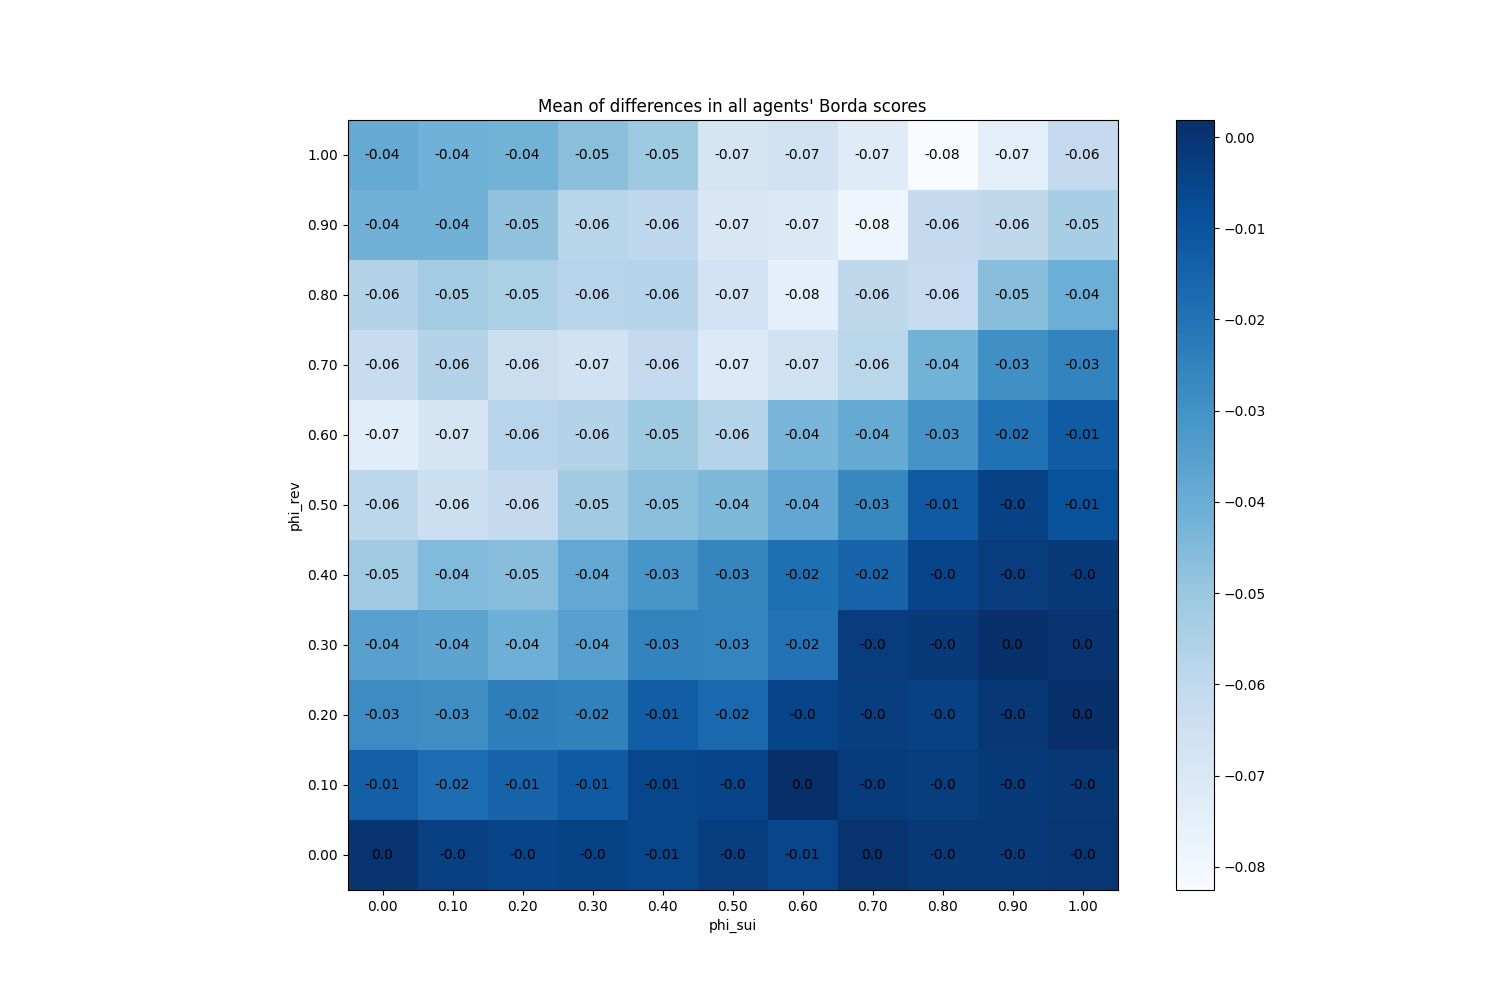 Mean of differences in all agents' Borda scores
1.00 -0.04 -0.04 -0.04 -0.05 -0.05 -0.07 -0.07 -0.07 -0.08 -0.07 -0.06
0.90 -0.04 -0.04 -0.05 -0.06 -0.06 -0.07 -0.07 -0.08 -0.06 -0.06 -0.05
0.80 -0.06 -0.05 -0.05 -0.06 -0.06 -0.07 -0.08 -0.06 -0.06 -0.05 -0.04
0.70 -0.06 -0.06 -0.06 -0.07 -0.06 -0.07 -0.07 -0.06 -0.04 -0.03 -0.03
0.60 -0.07 -0.07 -0.06 -0.06 -0.05 -0.06 -0.04 -0.04 -0.03 -0.02 -0.01
0.50 -0.06 -0.06 -0.06 -0.05 -0.05 -0.04 -0.04 -0.03 -0.01 -0.0 -0.01
0.40 -0.05 -0.04 -0.05 -0.04 -0.03 -0.03 -0.02 -0.02 -0.0 -0.0 -0.0
0.30 -0.04 -0.04 -0.04 -0.04 -0.03 -0.03 -0.02 -0.0 -0.0 0.0 0.0
0.20 -0.03 -0.03 -0.02 -0.02 -0.01 -0.02 -0.0 -0.0 -0.0 -0.0 0.0
0.10 -0.01 -0.02 -0.01 -0.01 -0.01 -0.0 0.0 -0.0 -0.0 -0.0 -0.0
0.00 0.0 -0.0 -0.0 -0.0 -0.01 -0.0 -0.01 0.0 -0.0 -0.0 -0.0
0.00 0.10 0.20 0.30 0.40 0.50 0.60 0.70 0.80 0.90 1.00
phi_sui
phi_rev
0.00
−0.01
−0.02
−0.03
−0.04
−0.05
−0.06
−0.07
−0.08